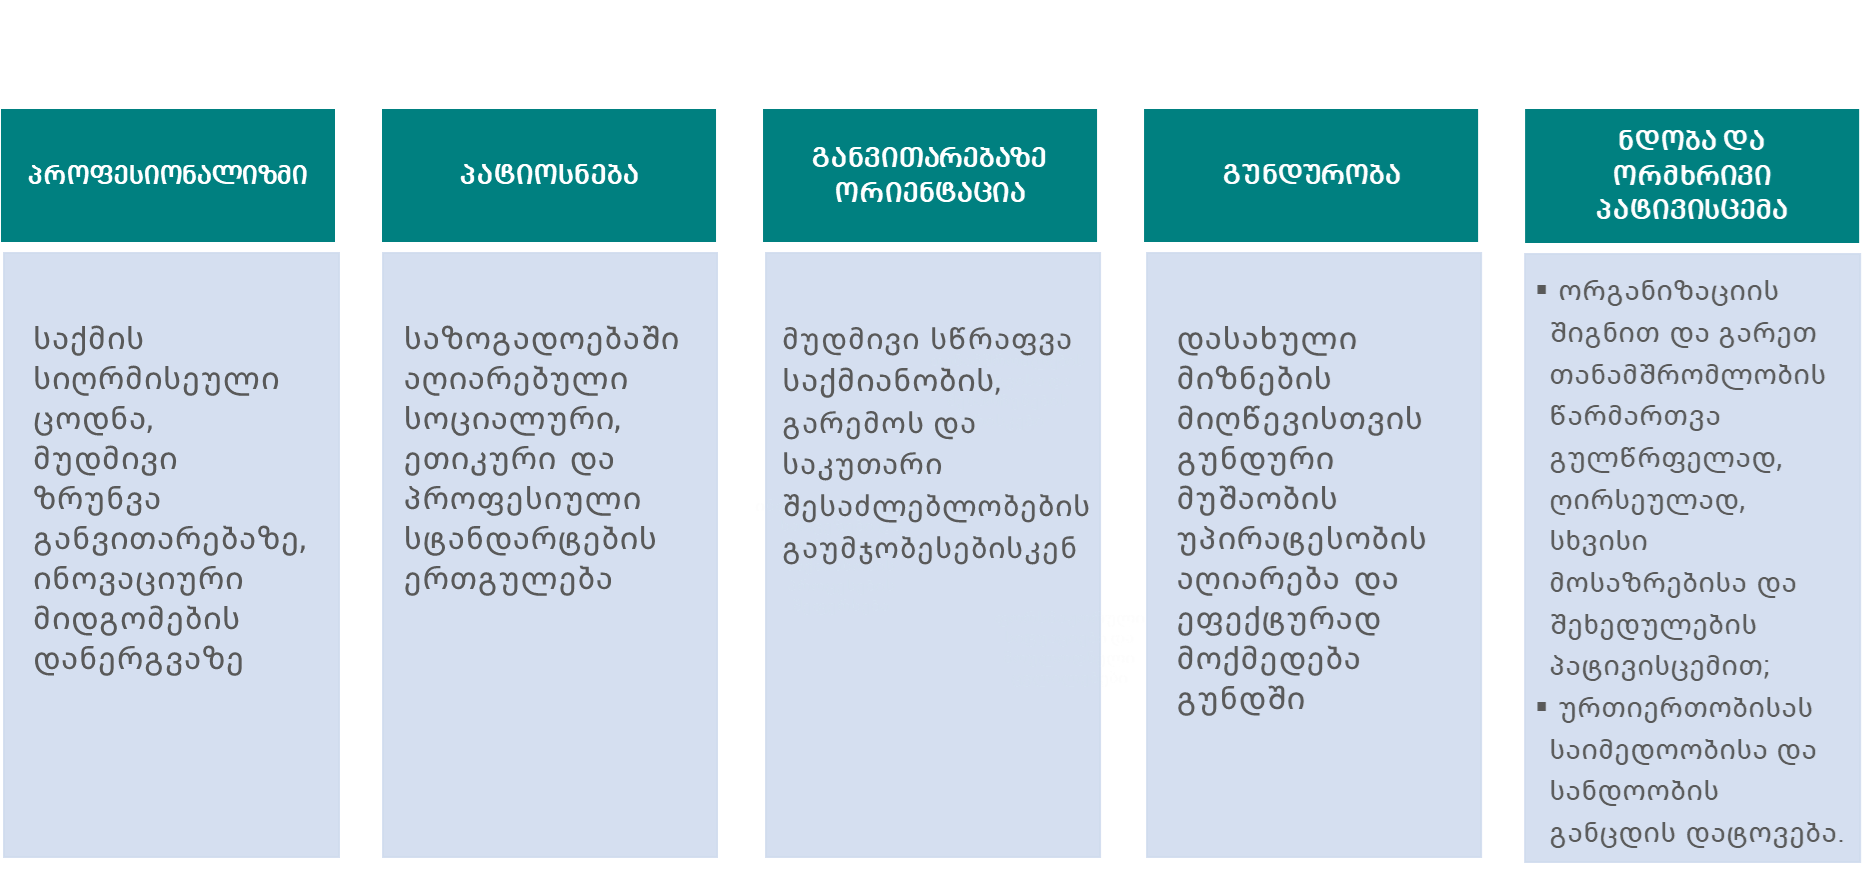 პროფესიონალიზმი
საქმის
სიღრმისეული
ცოდნა,
მუდმივი
ზრუნვა
განვითარებაზე,
ინოვაციური
მიდგომების
დანერგვაზე
პატიოსნება
საზოგადოებაში
აღიარებული
სოციალური,
ეთიკური და
პროფესიული
სტანდარტების
ერთგულება
განვითარებაზე
ორიენტაცია
მუდმივი სწრაფვა
საქმიანობის,
გარემოს და
საკუთარი
შესაძლებლობების
გაუმჯობესებისკენ
გუნდურობა
დასახული
მიზნების
მიღწევისთვის
გუნდური
მუშაობის
უპირატესობის
აღიარება და
ეფექტურად
მოქმედება
გუნდში
ნდობა და
ორმხრივი
პატივისცემა
▪ ორგანიზაციის
შიგნით და გარეთ
თანამშრომლობის
წარმართვა
გულწრფელად,
ღირსეულად,
სხვისი
მოსაზრებისა და
შეხედულების
პატივისცემით;
▪ ურთიერთობისას
საიმედოობისა და
სანდოობის
განცდის დატოვება.